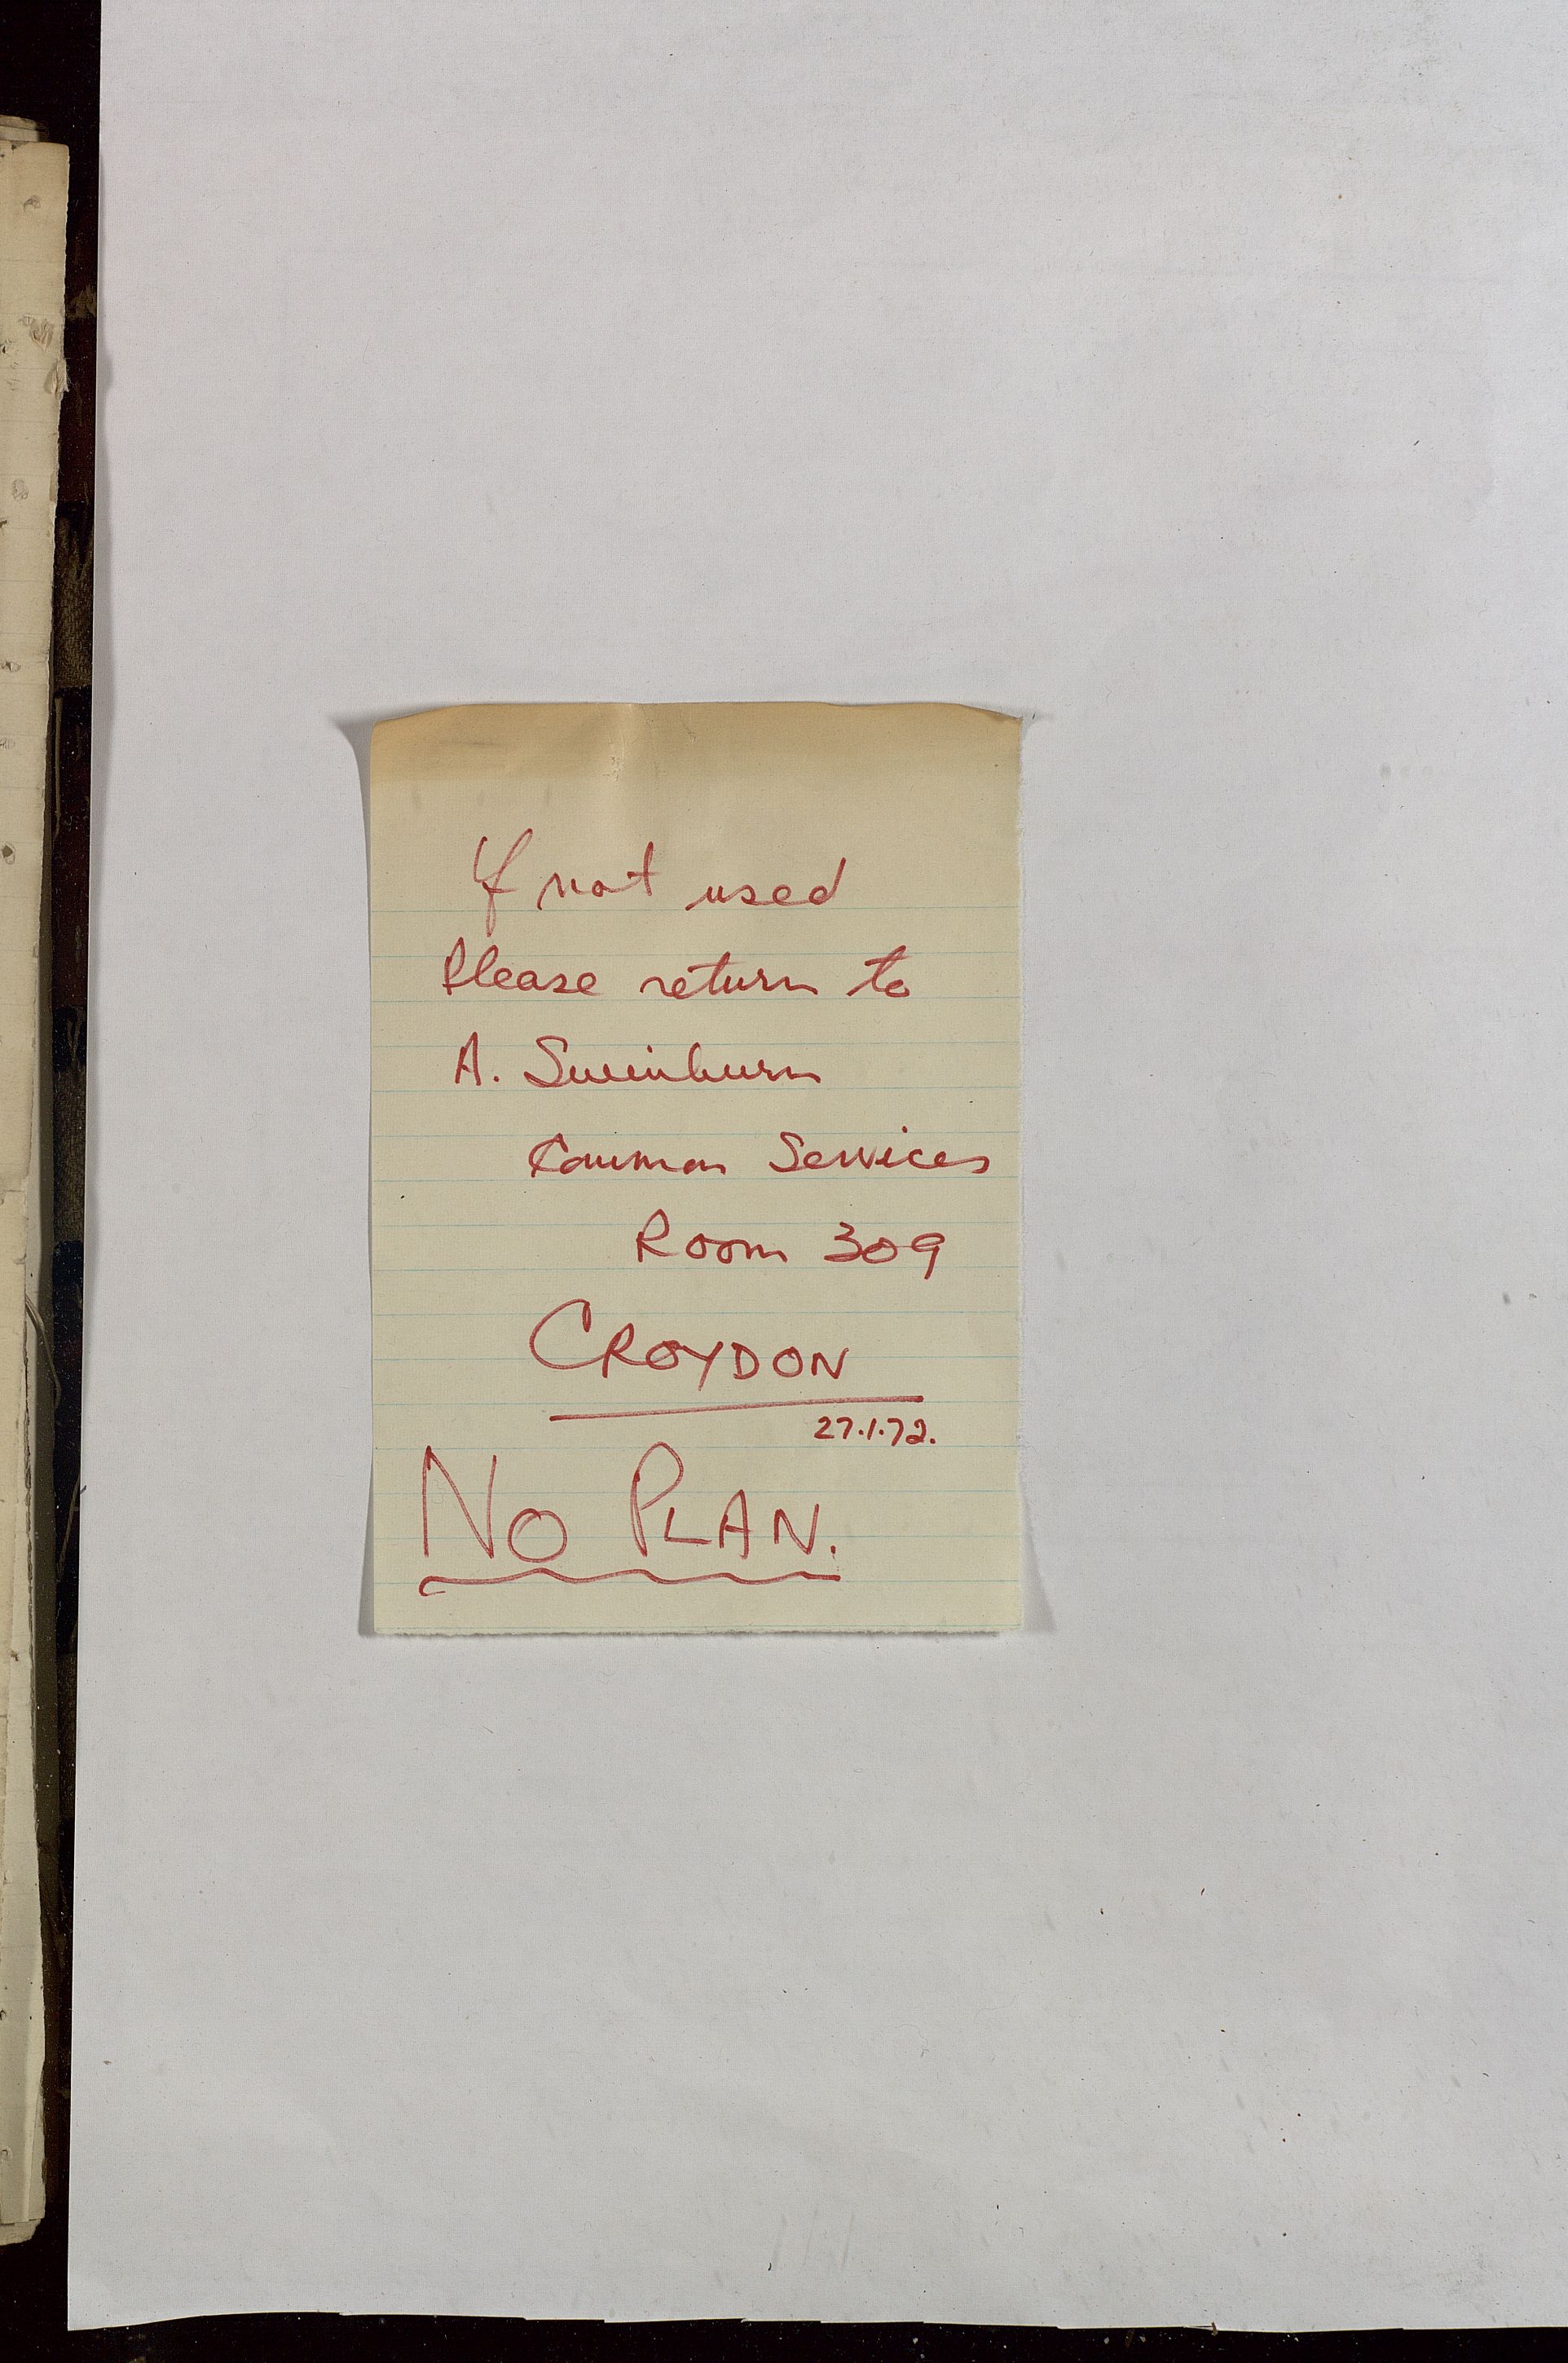 If not used
Please return to
A. Swinburn
Common Services
Room 309
CROYDON
27.1.72.
NO PLAN.